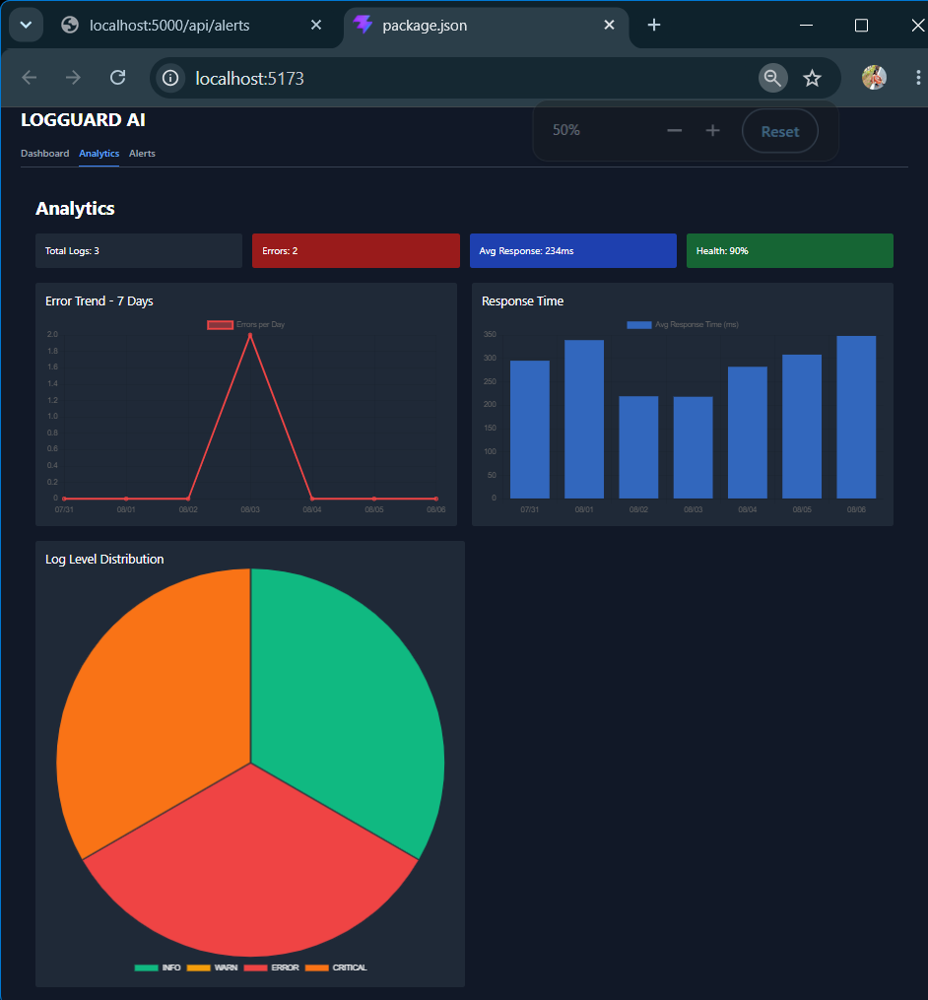 localhost:5000/api/alerts
package.json
localhost:5173
LOGGUARD AI
50%
Reset
Dashboard Analytics Alerts
Analytics
Total Logs: 3
Errors: 2
Avg Response: 234ms
Health: 90%
Error Trend - 7 Days
Errors per Day
2.0
1.8
1.6
1.4
1.2
1.0
0.8
0.6
0.4
0.2
0
07/31 08/01 08/02 08/03 08/04 08/05 08/06
Response Time
Avg Response Time (ms)
350
300
250
200
150
100
50
0
07/31 08/01 08/02 08/03 08/04 08/05 08/06
Log Level Distribution
INFO WARN ERROR CRITICAL